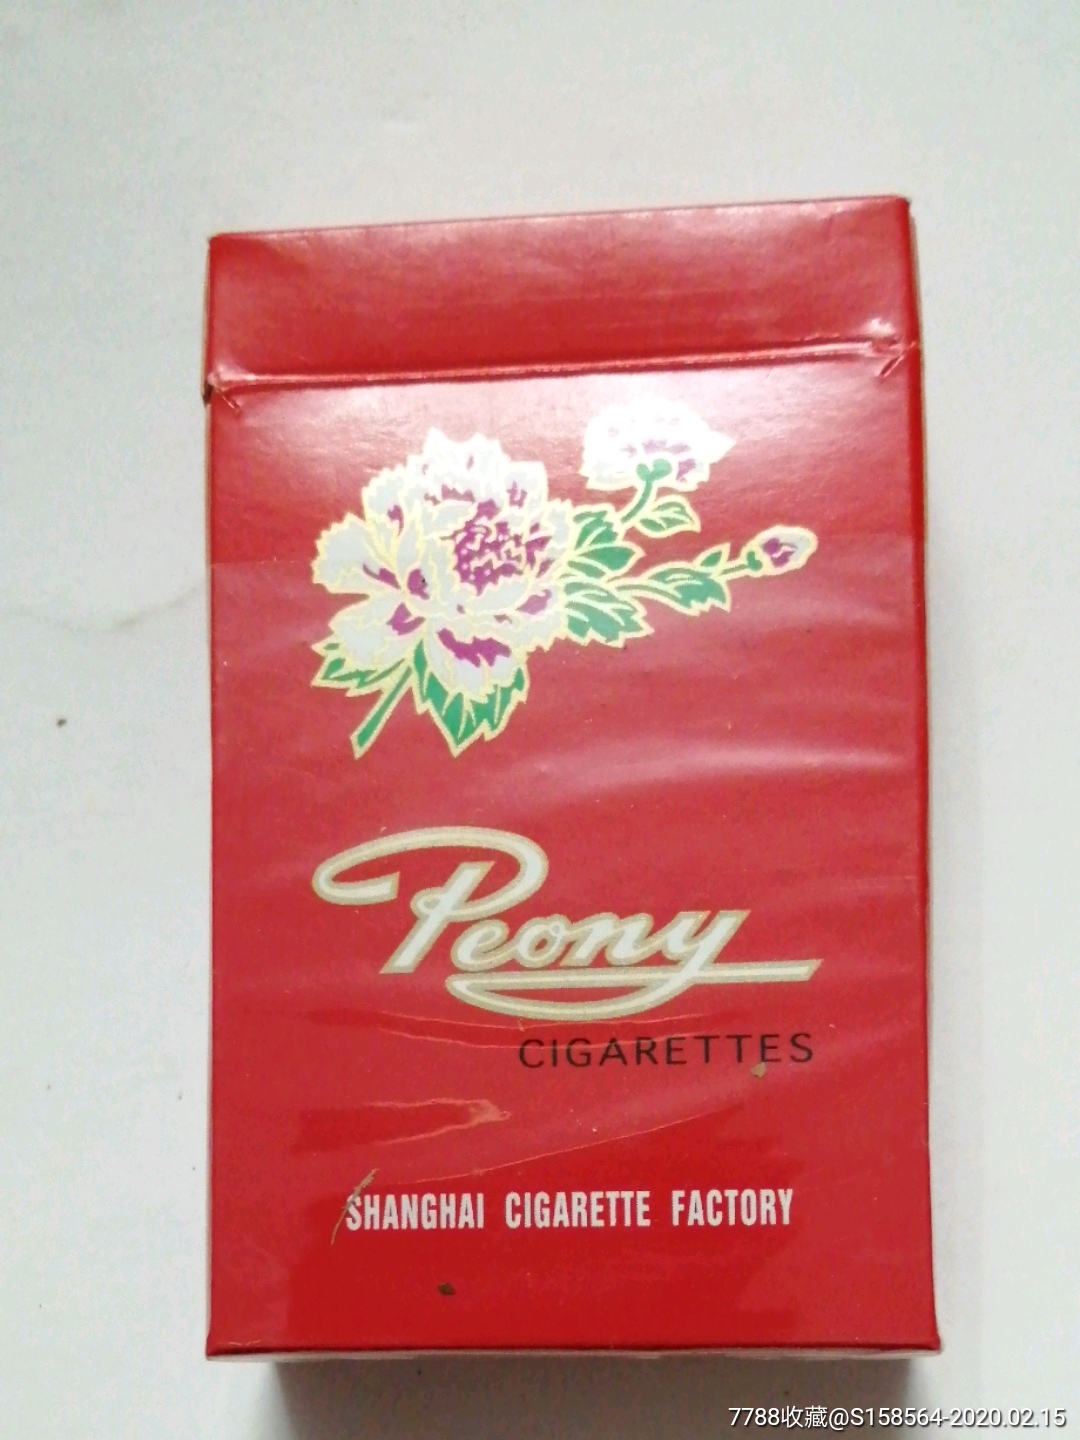 Peony
CIGARETTES
SHANGHAI CIGARETTE FACTORY
7788收藏@S158564-2020.02.15